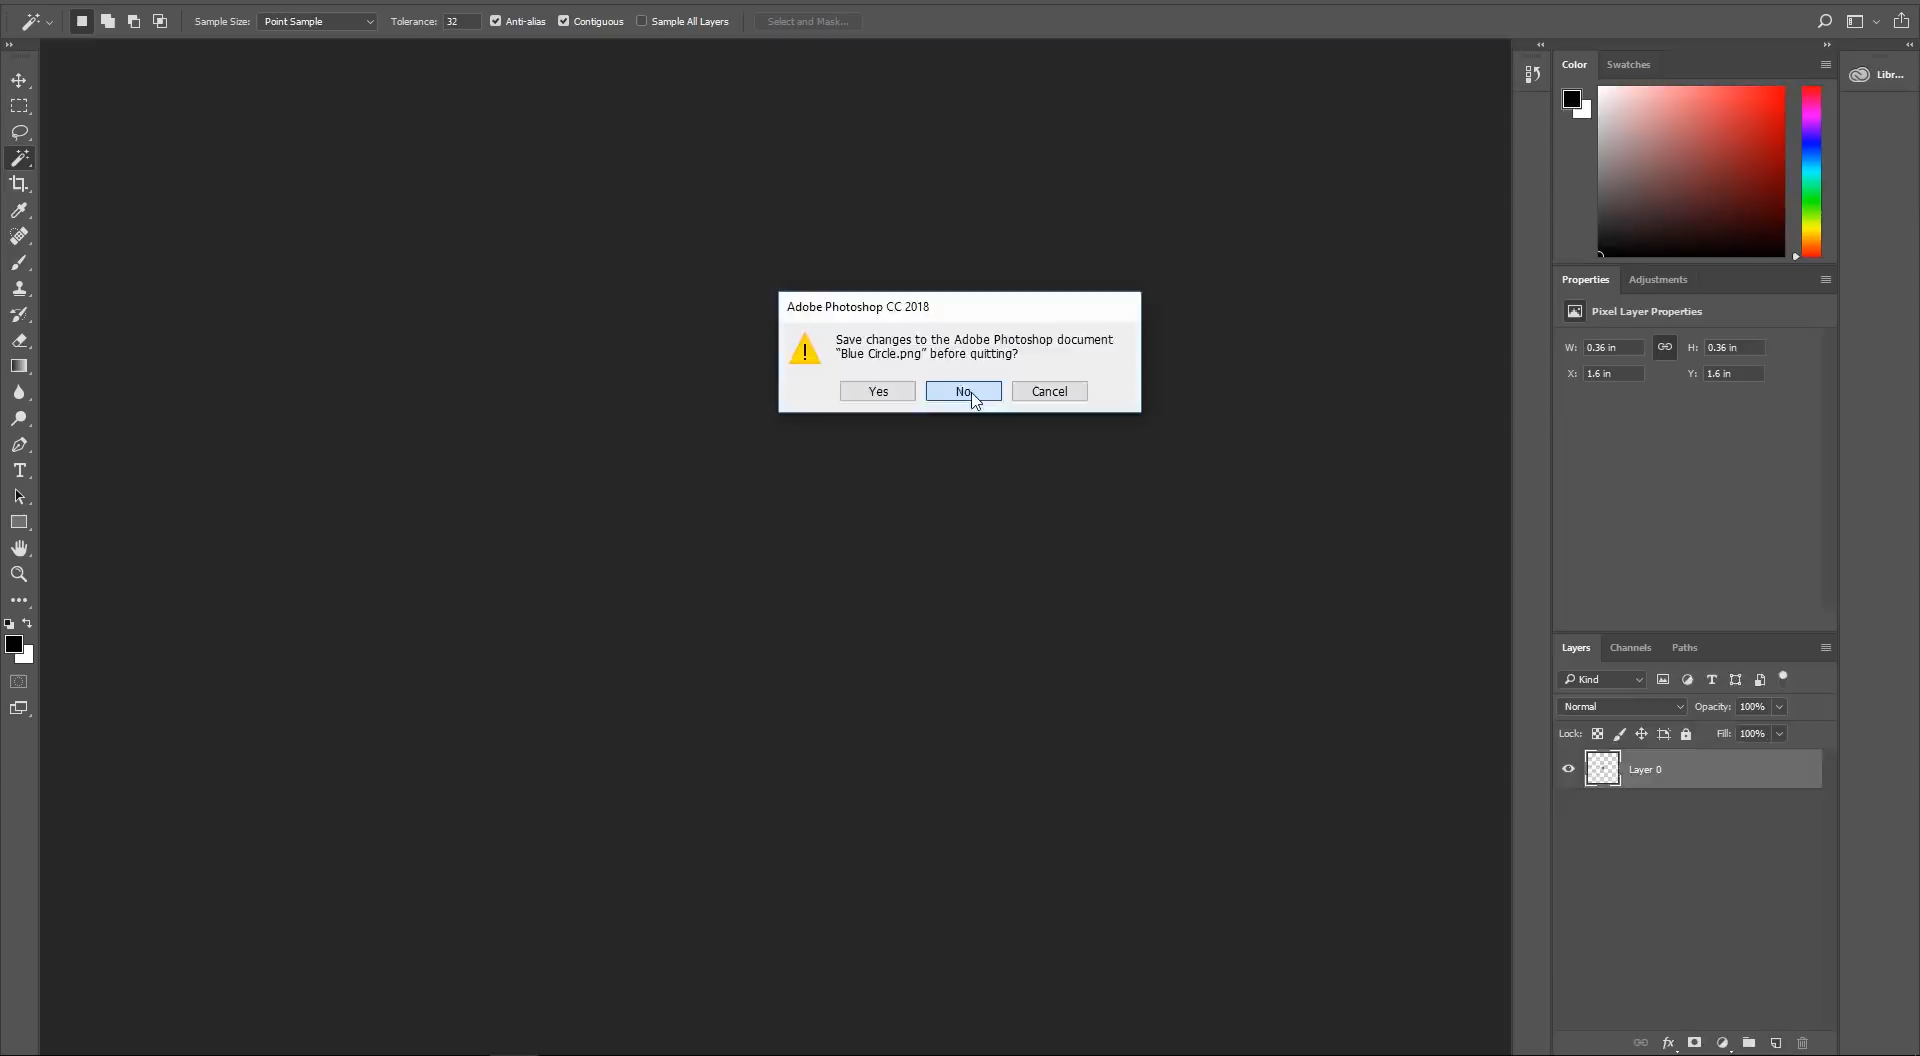 Sample Size: Point Sample Tolerance: 32 Anti-alias Contiguous Sample All Layers Select and Mask...
Color Swatches
Libr...
Adobe Photoshop CC 2018
Save changes to the Adobe Photoshop document
“Blue Circle.png” before quitting?
Yes No Cancel
Properties Adjustments
Pixel Layer Properties
W: 0.36 in H: 0.36 in
X: 1.6 in Y: 1.6 in
Layers Channels Paths
Kind
Normal Opacity: 100%
Lock: Fill: 100%
Layer 0
fx